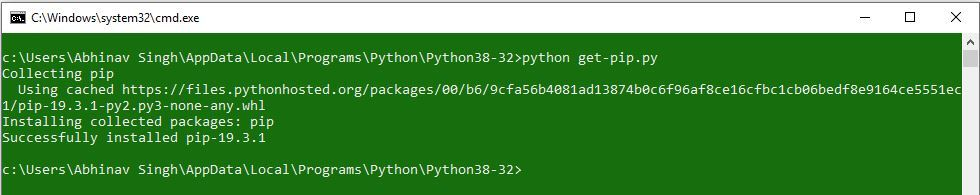 C:\Windows\system32\cmd.exe
c:\Users\Abhinav Singh\AppData\Local\Programs\Python\Python38-32>python get-pip.py
Collecting pip
  Using cached https://files.pythonhosted.org/packages/00/b6/9cfa56b4081ad13874b0c6f96af8ce16cfbc1cb06bedf8e9164ce5551ec
1/pip-19.3.1-py2.py3-none-any.whl
Installing collected packages: pip
Successfully installed pip-19.3.1
c:\Users\Abhinav Singh\AppData\Local\Programs\Python\Python38-32>